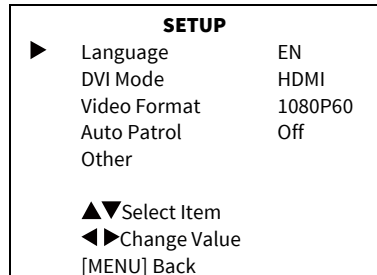 SETUP
▶ Language EN
DVI Mode HDMI
Video Format 1080P60
Auto Patrol Off
Other
▲▼Select Item
◀▶Change Value
[MENU] Back